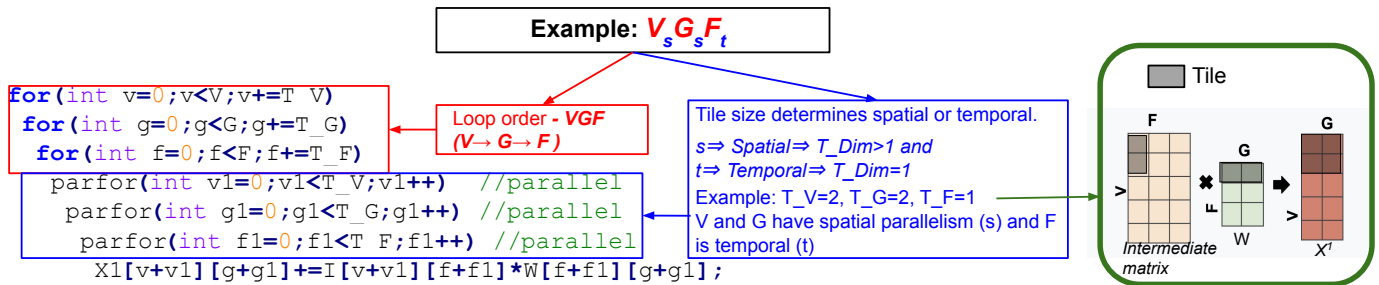 Example: VsGsFt
for(int v=0;v<V;v+=T_V)
for(int g=0;g<G;g+=T_G)
for(int f=0;f<F;f+=T_F)
parfor(int v1=0;v1<T_V;v1++) //parallel
parfor(int g1=0;g1<T_G;g1++) //parallel
parfor(int f1=0;f1<T_F;f1++) //parallel
X1[v+v1][g+g1]+=I[v+v1][f+f1]*W[f+f1][g+g1];
Loop order - VGF
(V→ G→ F )
Tile size determines spatial or temporal.
s⇒ Spatial⇒ T_Dim>1 and
t⇒ Temporal⇒ T_Dim=1
Example: T_V=2, T_G=2, T_F=1
V and G have spatial parallelism (s) and F
is temporal (t)
Tile
F
V
Intermediate
matrix
G
F
W
G
V
X¹